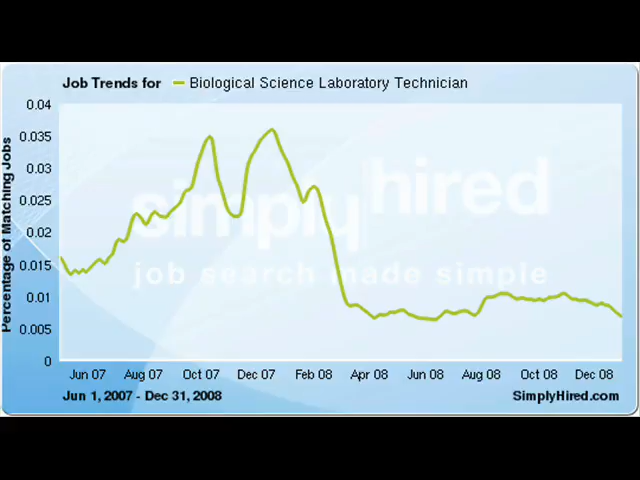 Job Trends for Biological Science Laboratory Technician
Percentage of Matching Jobs
0.04
0.035
0.03
0.025
0.02
0.015
0.01
0.005
0
simplyhired
job search made simple
Jun 07 Aug 07 Oct 07 Dec 07 Feb 08 Apr 08 Jun 08 Aug 08 Oct 08 Dec 08
Jun 1, 2007 - Dec 31, 2008 SimplyHired.com